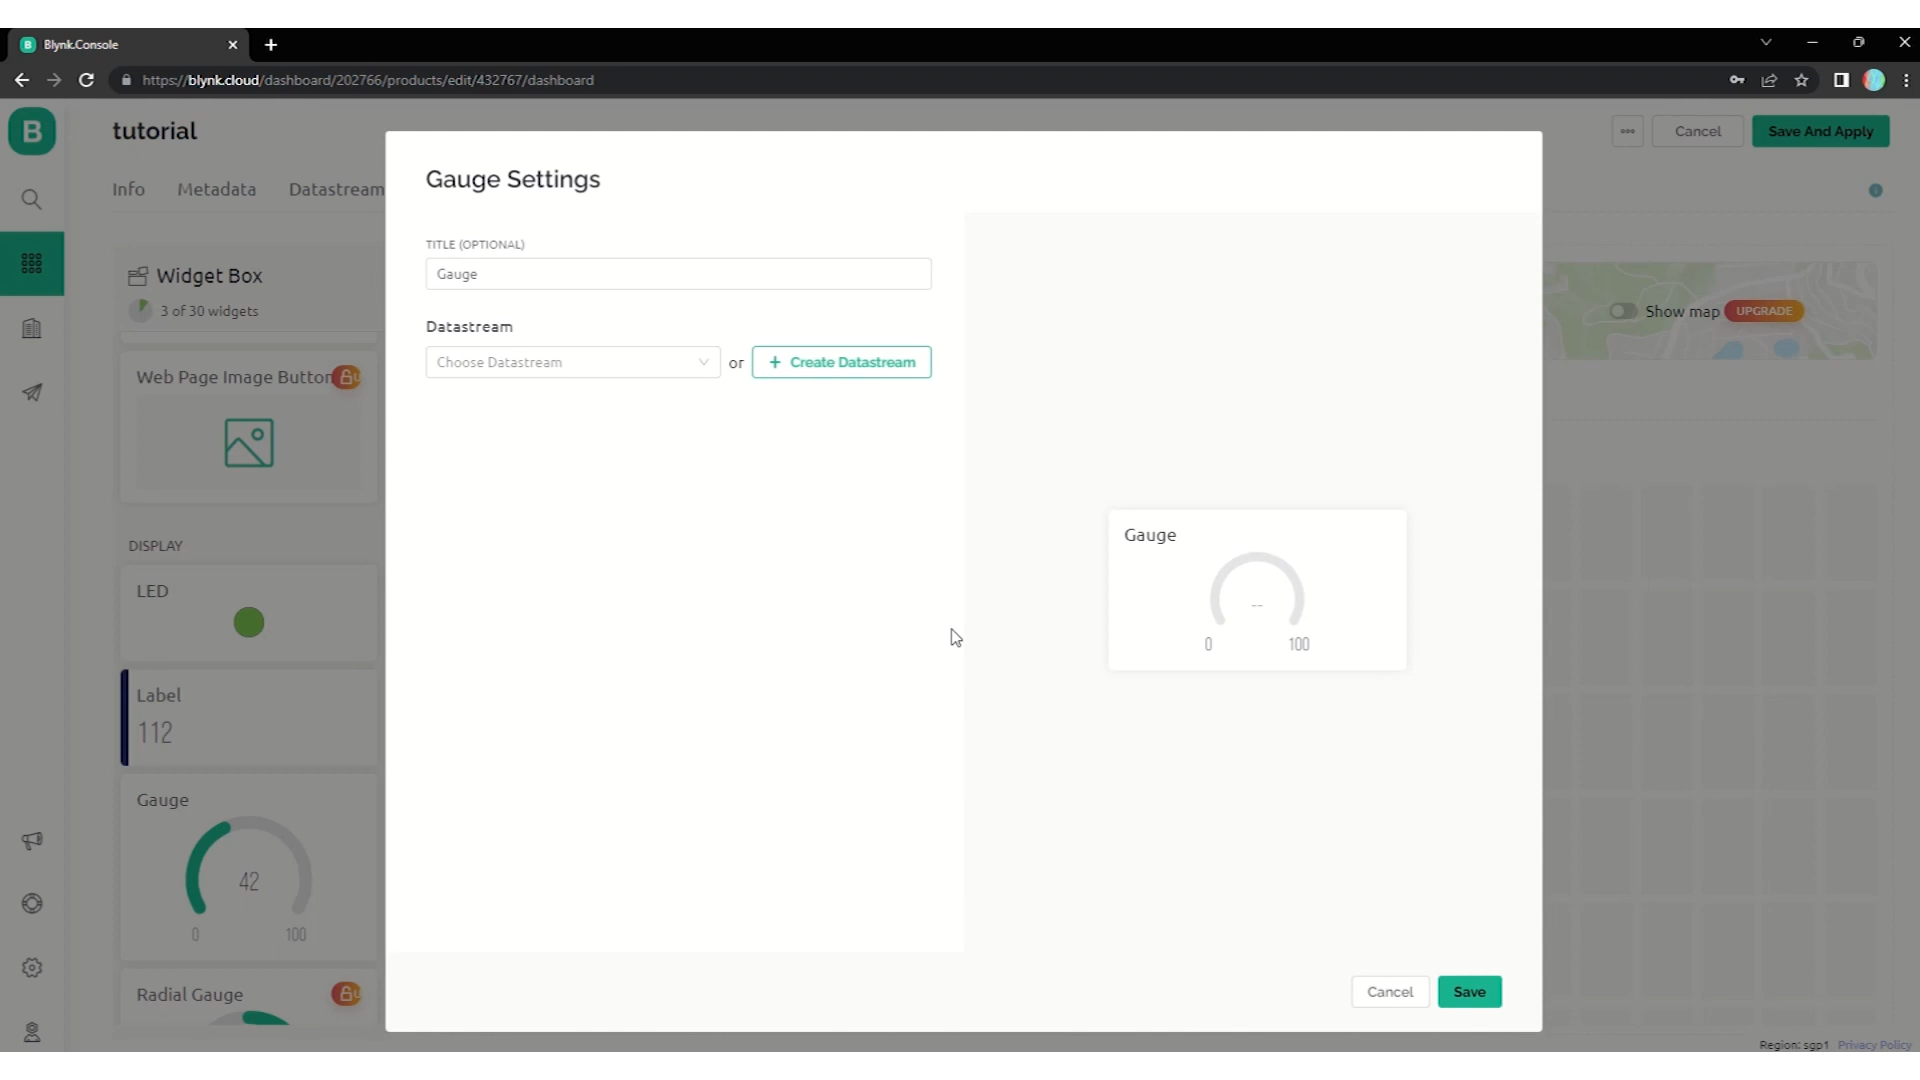 Blynk.Console
https://blynk.cloud/dashboard/202766/products/edit/432767/dashboard
B
tutorial
Cancel
Save And Apply
Info
Metadata
Datastream
Widget Box
3 of 30 widgets
Web Page Image Button
DISPLAY
LED
Label
112
Gauge
42
0
100
Radial Gauge
Gauge Settings
TITLE (OPTIONAL)
Gauge
Datastream
Choose Datastream
or
+ Create Datastream
Gauge
--
0
100
Cancel
Save
Show map
UPGRADE
Region: sgp1
Privacy Policy